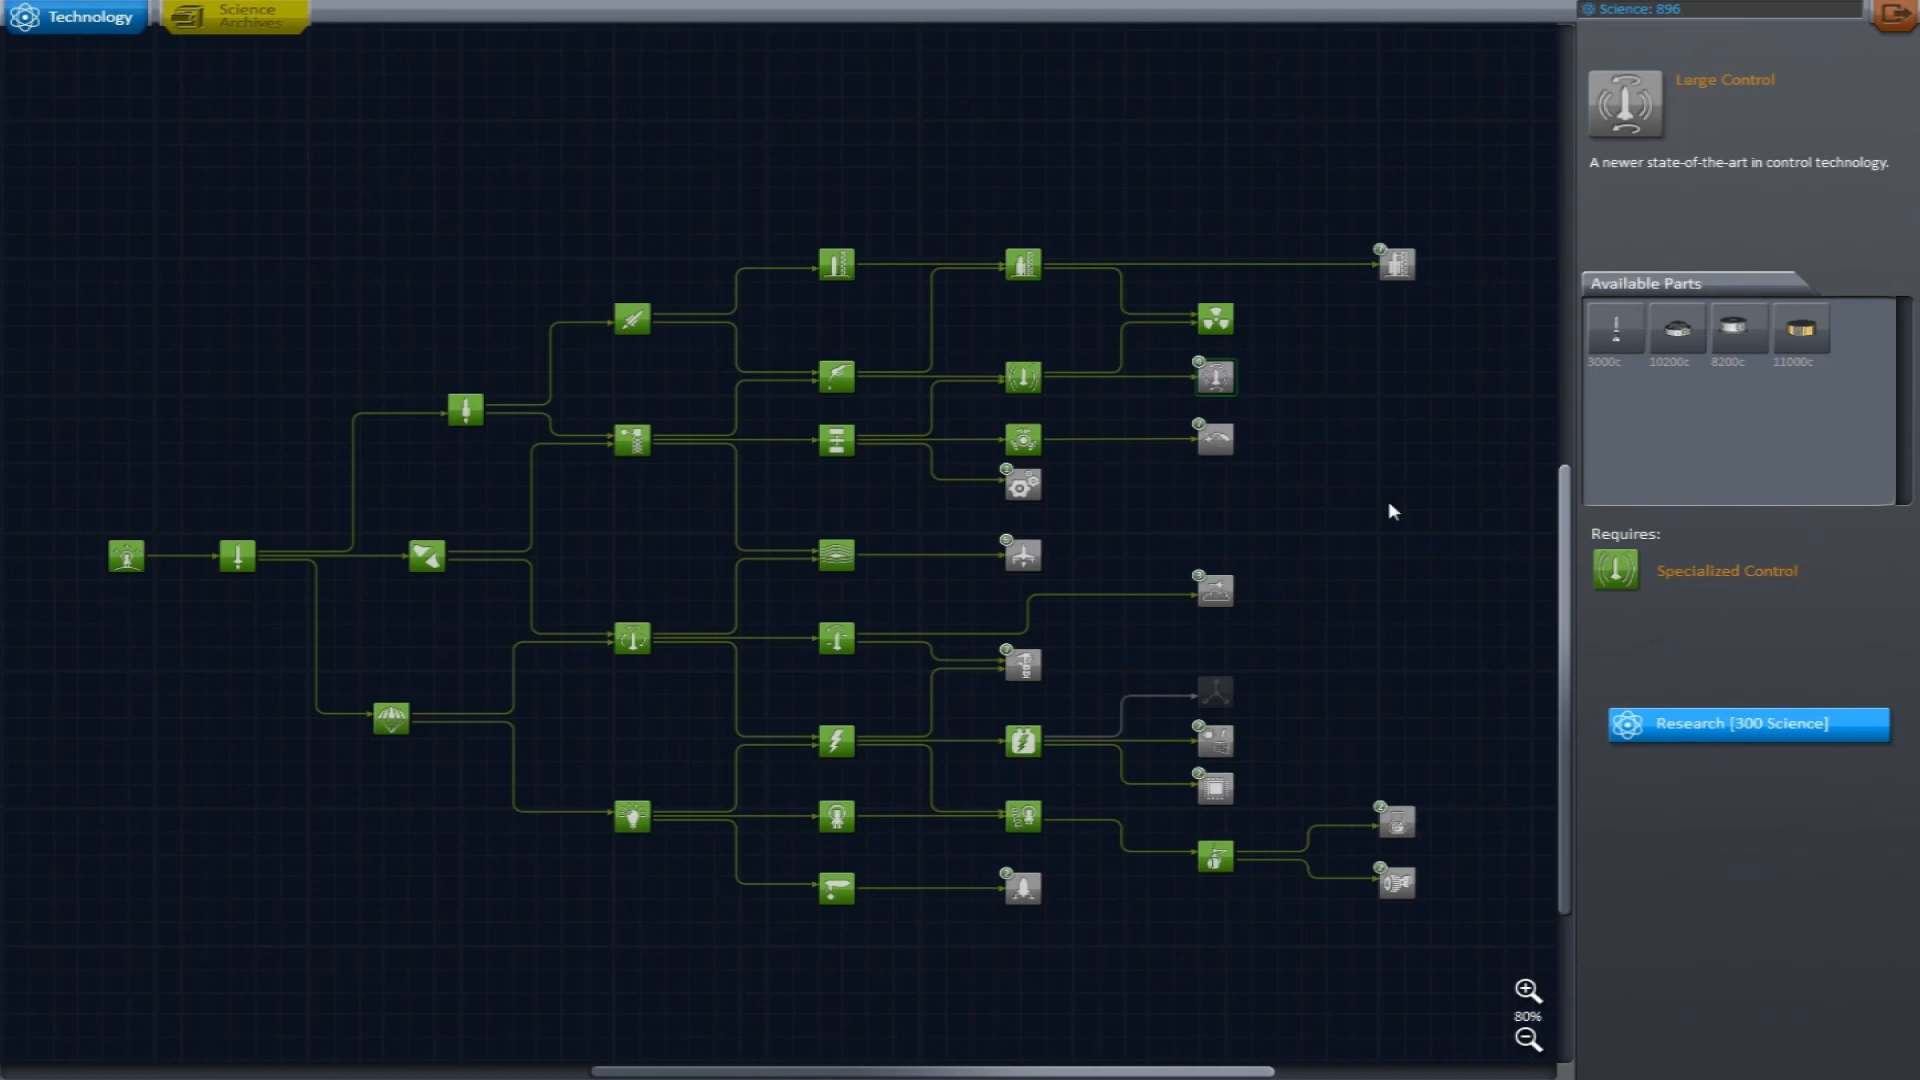 Technology
Science
Archives
Science: 896
Large Control
A newer state-of-the-art in control technology.
Available Parts
3000c 10200c 8200c 11000c
Requires:
Specialized Control
Research [300 Science]
80%